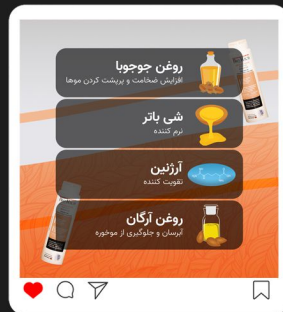 روغن جوجوبا
افزایش ضخامت و پرپشت کردن موها
شی باتر
نرم کننده
آرژنین
تقویت کننده
روغن آرگان
آبرسان و جلوگیری از موخوره